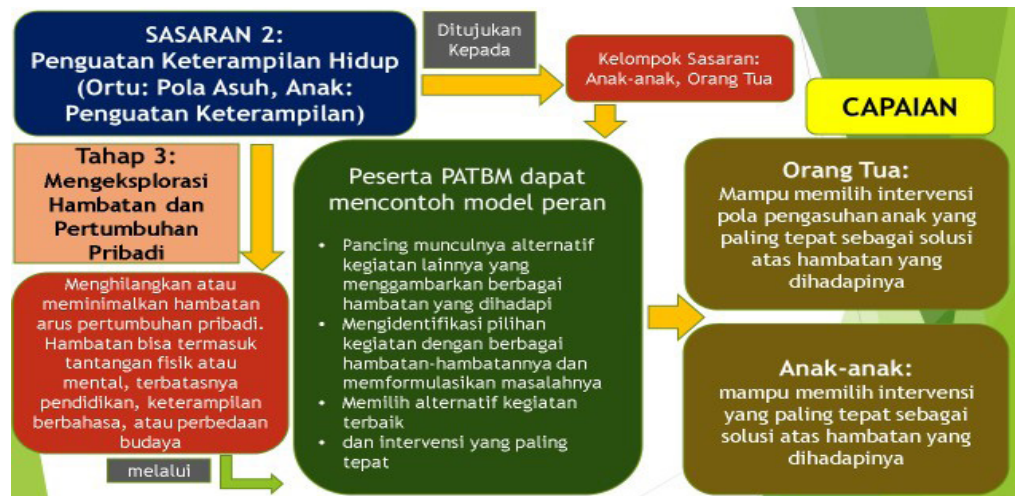 SASARAN 2:
Penguatan Keterampilan Hidup
(Ortu: Pola Asuh, Anak:
Penguatan Keterampilan)
Ditujukan
Kepada
Kelompok Sasaran:
Anak-anak, Orang Tua
CAPAIAN
Tahap 3:
Mengeksplorasi
Hambatan dan
Pertumbuhan
Pribadi
Menghilangkan atau
meminimalkan hambatan
arus pertumbuhan pribadi.
Hambatan bisa termasuk
tantangan fisik atau
mental, terbatasnya
pendidikan, keterampilan
berbahasa, atau perbedaan
budaya
melalui
Peserta PATBM dapat
mencontoh model peran
• Pancing munculnya alternatif
kegiatan lainnya yang
menggambarkan berbagai
hambatan yang dihadapi
• Mengidentifikasi pilihan
kegiatan dengan berbagai
hambatan-hambatannya dan
memformulasikan masalahnya
• Memilih alternatif kegiatan
terbaik
• dan intervensi yang paling
tepat
Orang Tua:
Mampu memilih intervensi
pola pengasuhan anak yang
paling tepat sebagai solusi
atas hambatan yang
dihadapinya
Anak-anak:
mampu memilih intervensi
yang paling tepat sebagai
solusi atas hambatan yang
dihadapinya